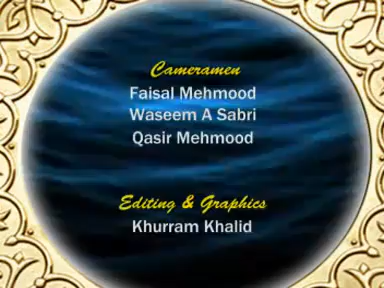 Cameramen
Faisal Mehmood
Waseem A Sabri
Qasir Mehmood
Editing & Graphics
Khurram Khalid